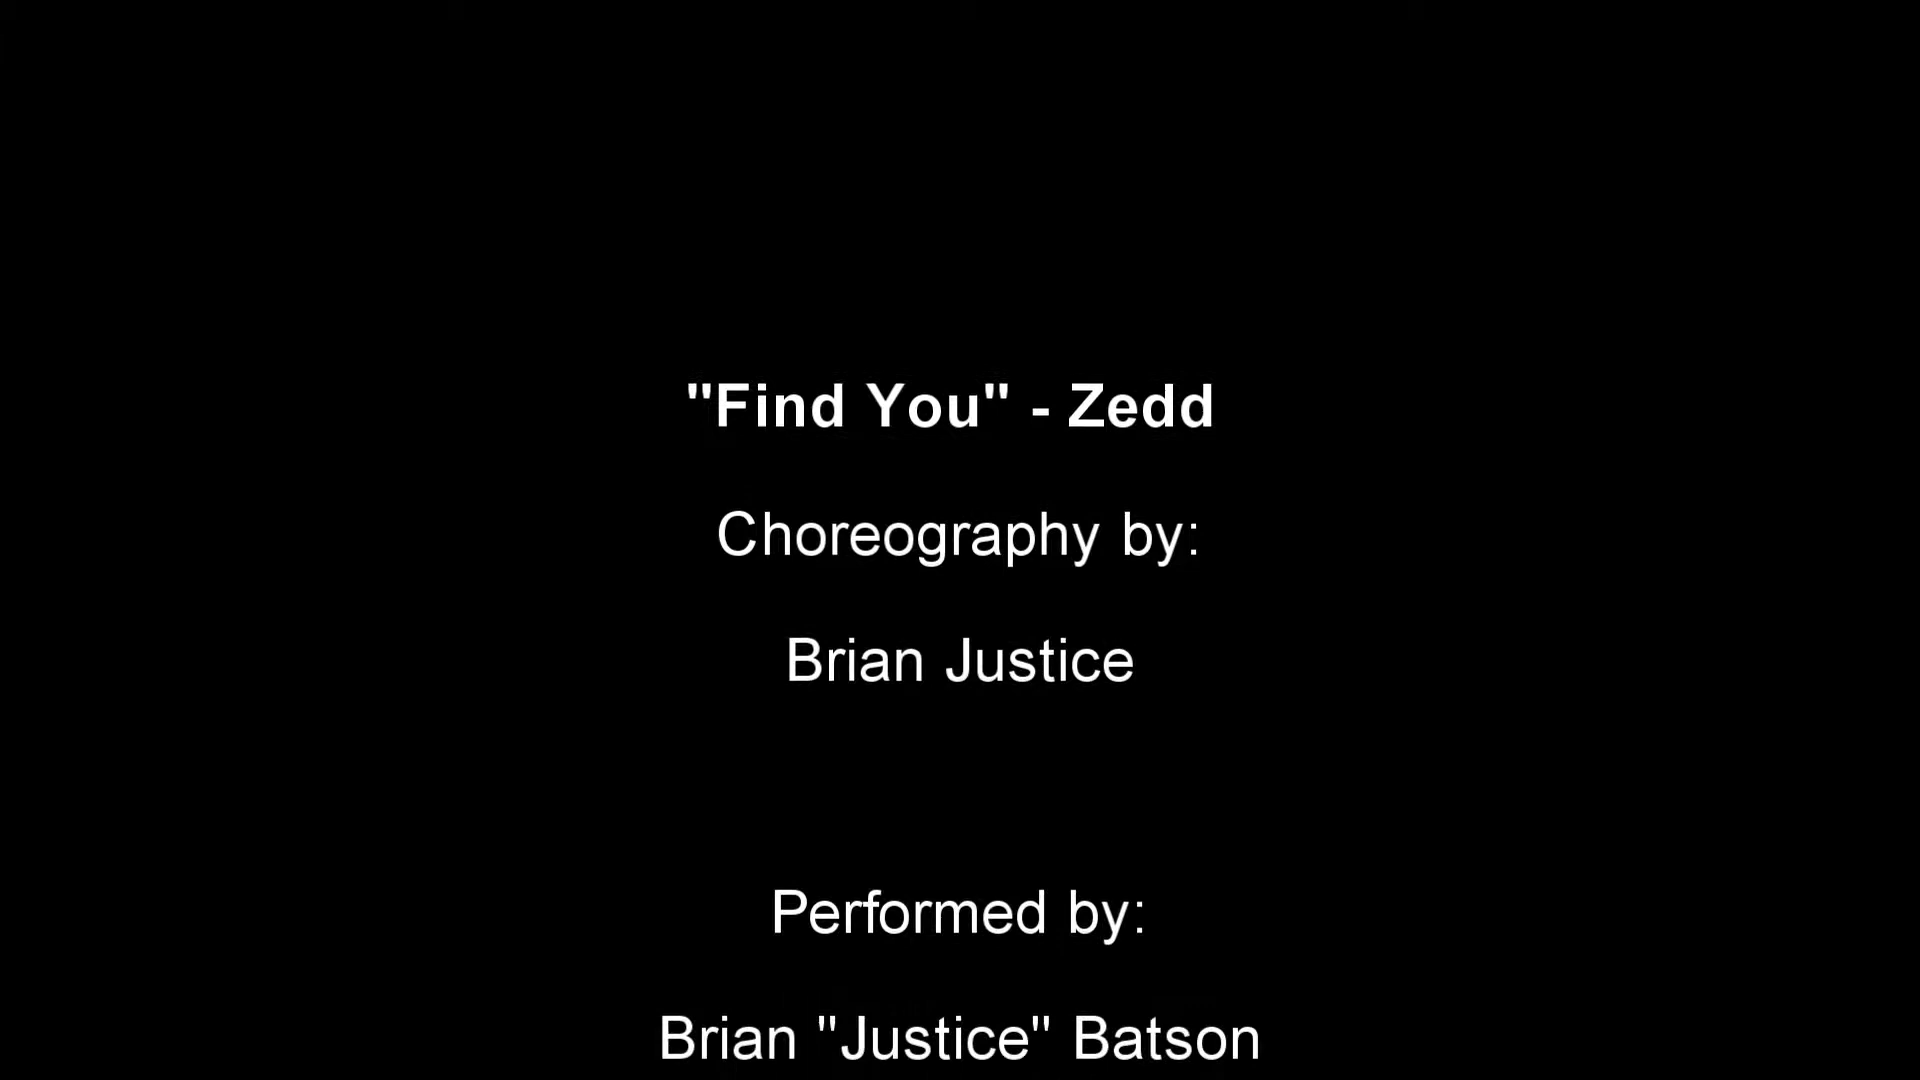 "Find You" - Zedd
Choreography by:
Brian Justice
Performed by:
Brian "Justice" Batson